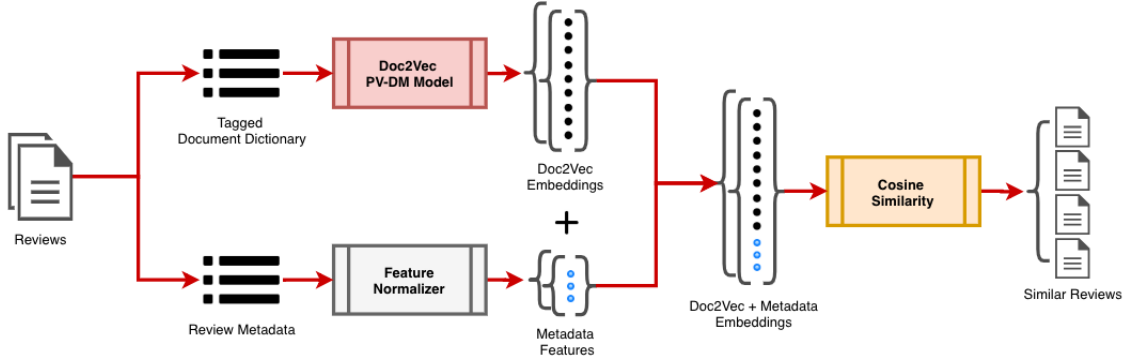 Reviews
Tagged
Document Dictionary
Doc2Vec
PV-DM Model
Doc2Vec
Embeddings
+
Review Metadata
Feature
Normalizer
Metadata
Features
Doc2Vec + Metadata
Embeddings
Cosine
Similarity
Similar Reviews